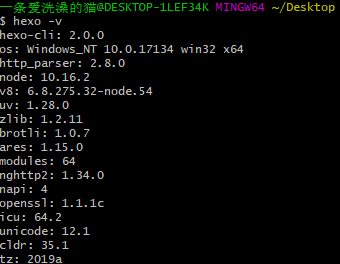 一条爱洗澡的猫@DESKTOP-1LEF34K MINGW64 ~/Desktop
$ hexo -v
hexo-cli: 2.0.0
os: Windows_NT 10.0.17134 win32 x64
http_parser: 2.8.0
node: 10.16.2
v8: 6.8.275.32-node.54
uv: 1.28.0
zlib: 1.2.11
brotli: 1.0.7
ares: 1.15.0
modules: 64
nghttp2: 1.34.0
napi: 4
openssl: 1.1.1c
icu: 64.2
unicode: 12.1
cldr: 35.1
tz: 2019a